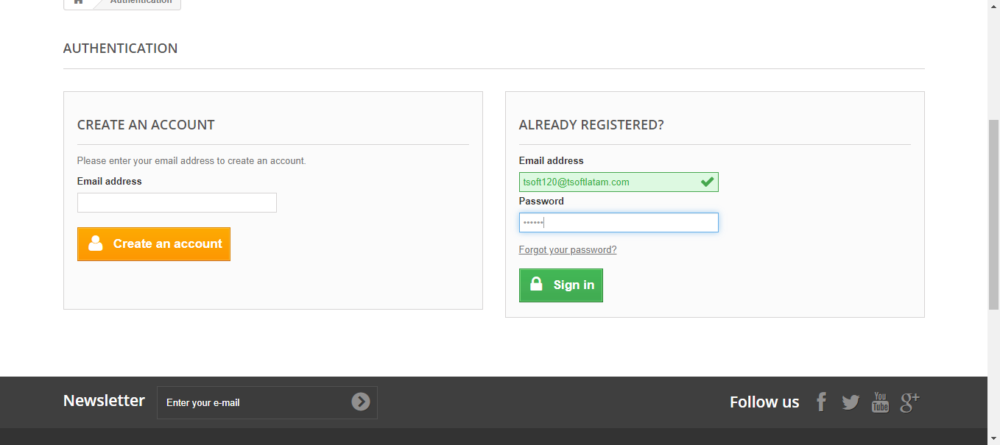 Authentication
AUTHENTICATION
CREATE AN ACCOUNT
Please enter your email address to create an account.
Email address
Create an account
ALREADY REGISTERED?
Email address
tsoft120@tsoftlatam.com
Password
••••••
Forgot your password?
Sign in
Newsletter
Enter your e-mail
Follow us
You
Tube
g+